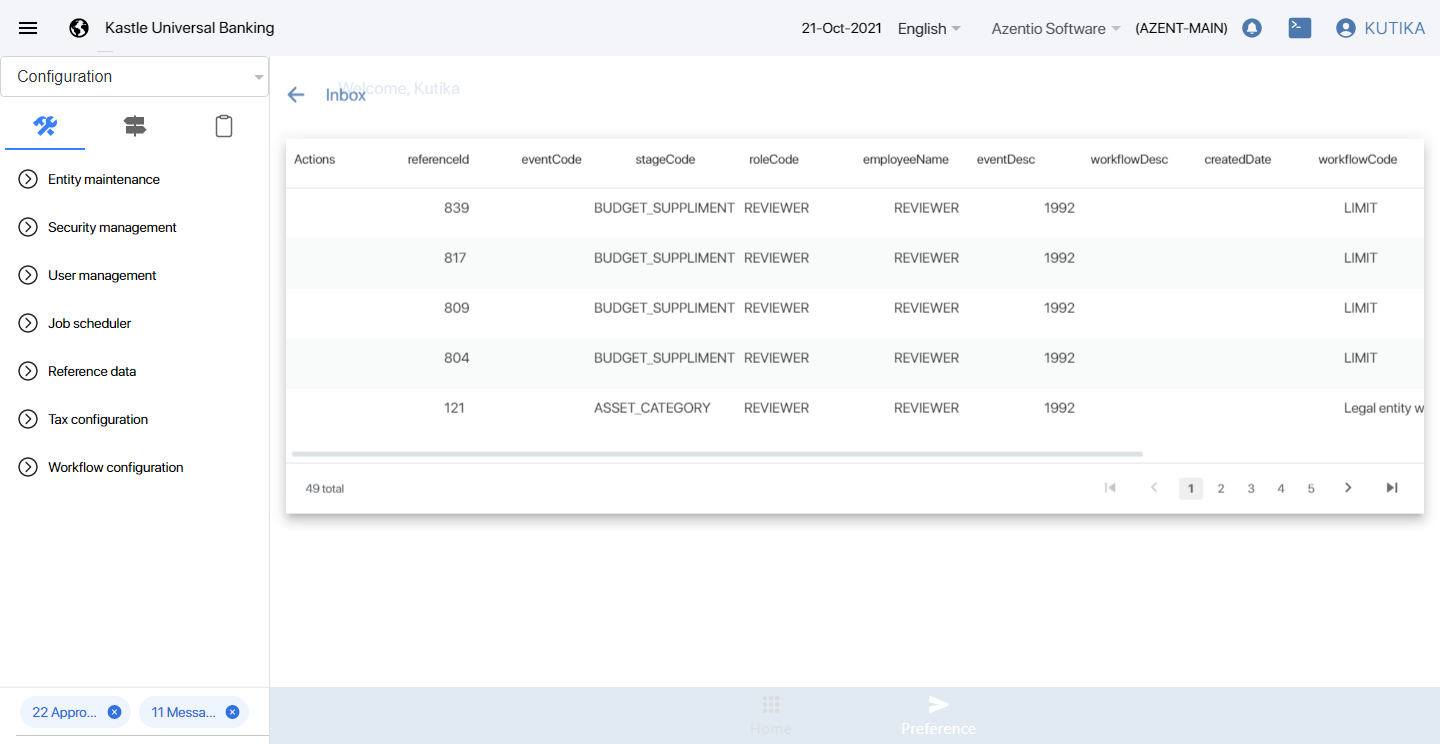 Kastle Universal Banking 21-Oct-2021 English Azentio Software (AZENT-MAIN) KUTIKA
Configuration
Welcome, Kutika
Inbox
Entity maintenance
Security management
User management
Job scheduler
Reference data
Tax configuration
Workflow configuration
Actions referenceId eventCode stageCode roleCode employeeName eventDesc workflowDesc createdDate workflowCode
839 BUDGET_SUPPLIMENT REVIEWER REVIEWER 1992 LIMIT
817 BUDGET_SUPPLIMENT REVIEWER REVIEWER 1992 LIMIT
809 BUDGET_SUPPLIMENT REVIEWER REVIEWER 1992 LIMIT
804 BUDGET_SUPPLIMENT REVIEWER REVIEWER 1992 LIMIT
121 ASSET_CATEGORY REVIEWER REVIEWER 1992 Legal entity w
49 total 1 2 3 4 5
22 Appro... 11 Messa...
Home Preference